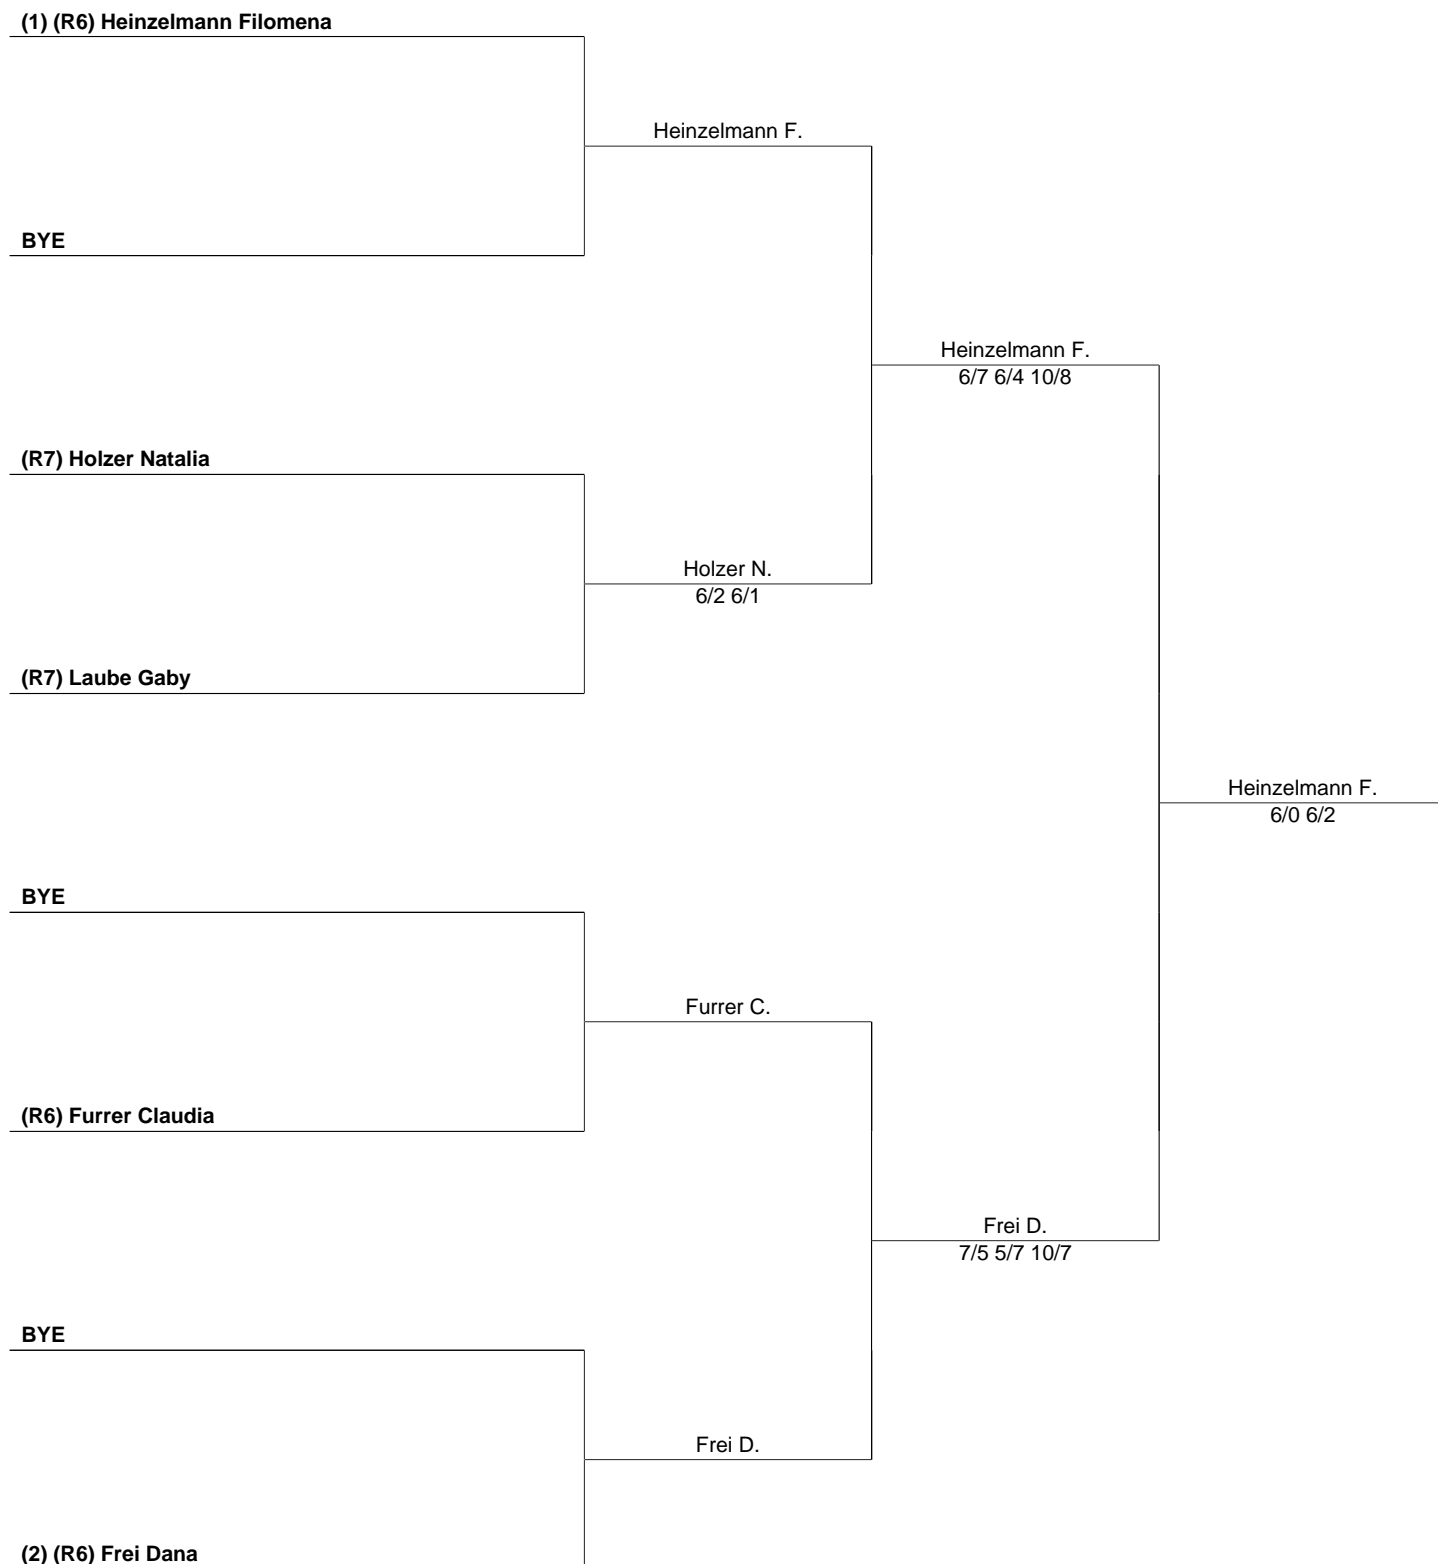 (1) (R6) Heinzelmann Filomena
Heinzelmann F.
BYE
Heinzelmann F.
6/7 6/4 10/8
(R7) Holzer Natalia
Holzer N.
6/2 6/1
(R7) Laube Gaby
Heinzelmann F.
6/0 6/2
BYE
Furrer C.
(R6) Furrer Claudia
Frei D.
7/5 5/7 10/7
BYE
Frei D.
(2) (R6) Frei Dana